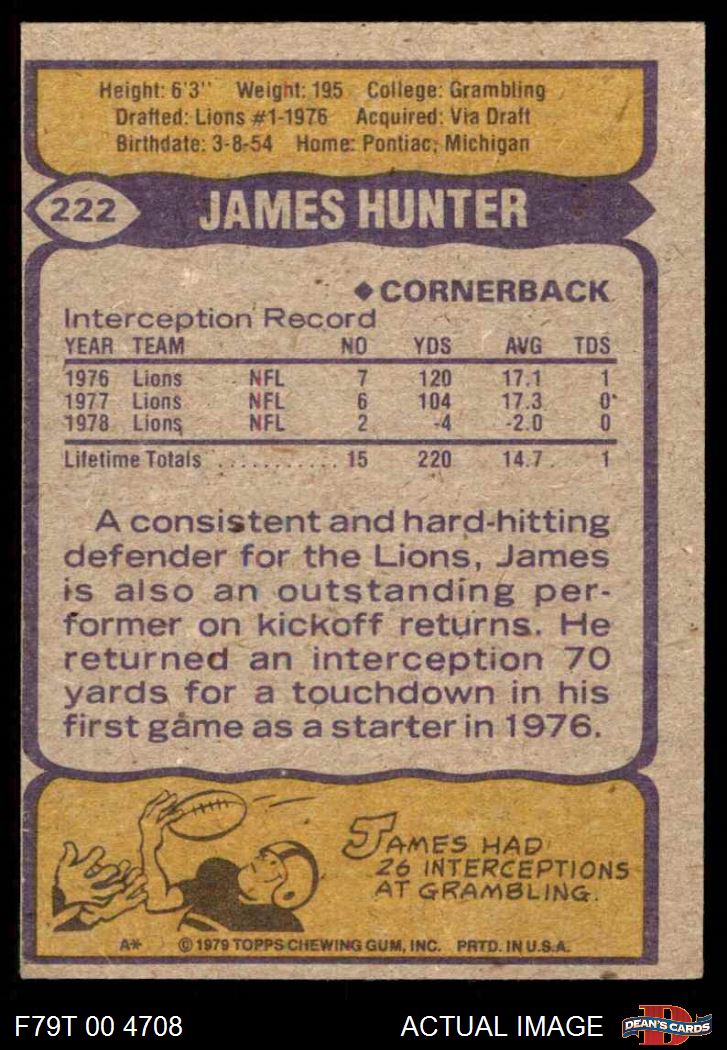 Height: 6'3'' Weight: 195 College: Grambling
Drafted: Lions #1-1976 Acquired: Via Draft
Birthdate: 3-8-54 Home: Pontiac, Michigan
222 JAMES HUNTER
◆ CORNERBACK
Interception Record
YEAR TEAM NO YDS AVG TDS
1976 Lions NFL 7 120 17.1 1
1977 Lions NFL 6 104 17.3 0
1978 Lions NFL 2 -4 -2.0 0
Lifetime Totals ........... 15 220 14.7 1
A consistent and hard-hitting
defender for the Lions, James
is also an outstanding per-
former on kickoff returns. He
returned an interception 70
yards for a touchdown in his
first game as a starter in 1976.
JAMES HAD
26 INTERCEPTIONS
AT GRAMBLING.
A* © 1979 TOPPS CHEWING GUM, INC. PRTD. IN U.S.A.
F79T 00 4708 ACTUAL IMAGE D DEAN'S CARDS